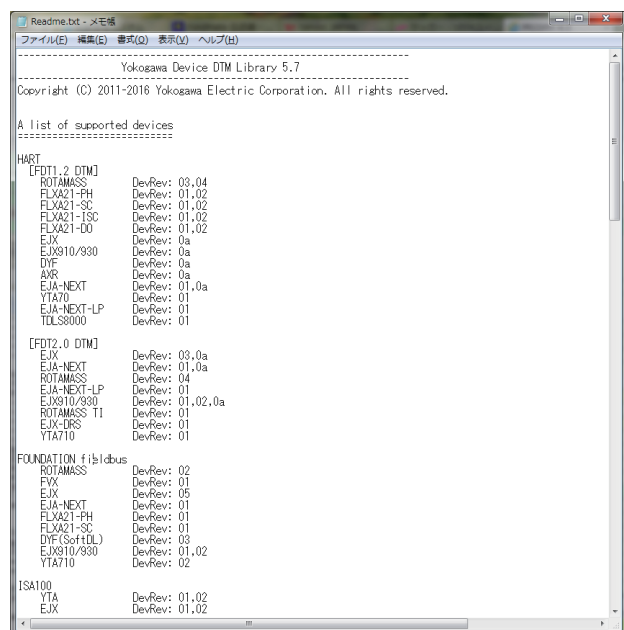 Readme.txt - メモ帳
ファイル(F) 編集(E) 書式(O) 表示(V) ヘルプ(H)
----------------------------------------------------------------------
Yokogawa Device DTM Library 5.7
----------------------------------------------------------------------
Copyright (C) 2011-2016 Yokogawa Electric Corporation. All rights reserved.
A list of supported devices
===========================
HART
[FDT1.2 DTM]
ROTAMASS DevRev: 03,04
FLXA21-PH DevRev: 01,02
FLXA21-SC DevRev: 01,02
FLXA21-ISC DevRev: 01,02
FLXA21-DO DevRev: 01,02
EJX DevRev: 0a
EJX910/930 DevRev: 0a
DYF DevRev: 0a
AXR DevRev: 0a
EJA-NEXT DevRev: 01,0a
YTA70 DevRev: 01
EJA-NEXT-LP DevRev: 01
TDLS8000 DevRev: 01
[FDT2.0 DTM]
EJX DevRev: 03,0a
EJA-NEXT DevRev: 01,0a
ROTAMASS DevRev: 04
EJA-NEXT-LP DevRev: 01
EJX910/930 DevRev: 01,02,0a
ROTAMASS TI DevRev: 01
EJX-DRS DevRev: 01
YTA710 DevRev: 01
FOUNDATION fieldbus
ROTAMASS DevRev: 02
FVX DevRev: 01
EJX DevRev: 05
EJA-NEXT DevRev: 01
FLXA21-PH DevRev: 01
FLXA21-SC DevRev: 01
DYF(SoftDL) DevRev: 03
EJX910/930 DevRev: 01,02
YTA710 DevRev: 02
ISA100
YTA DevRev: 01,02
EJX DevRev: 01,02